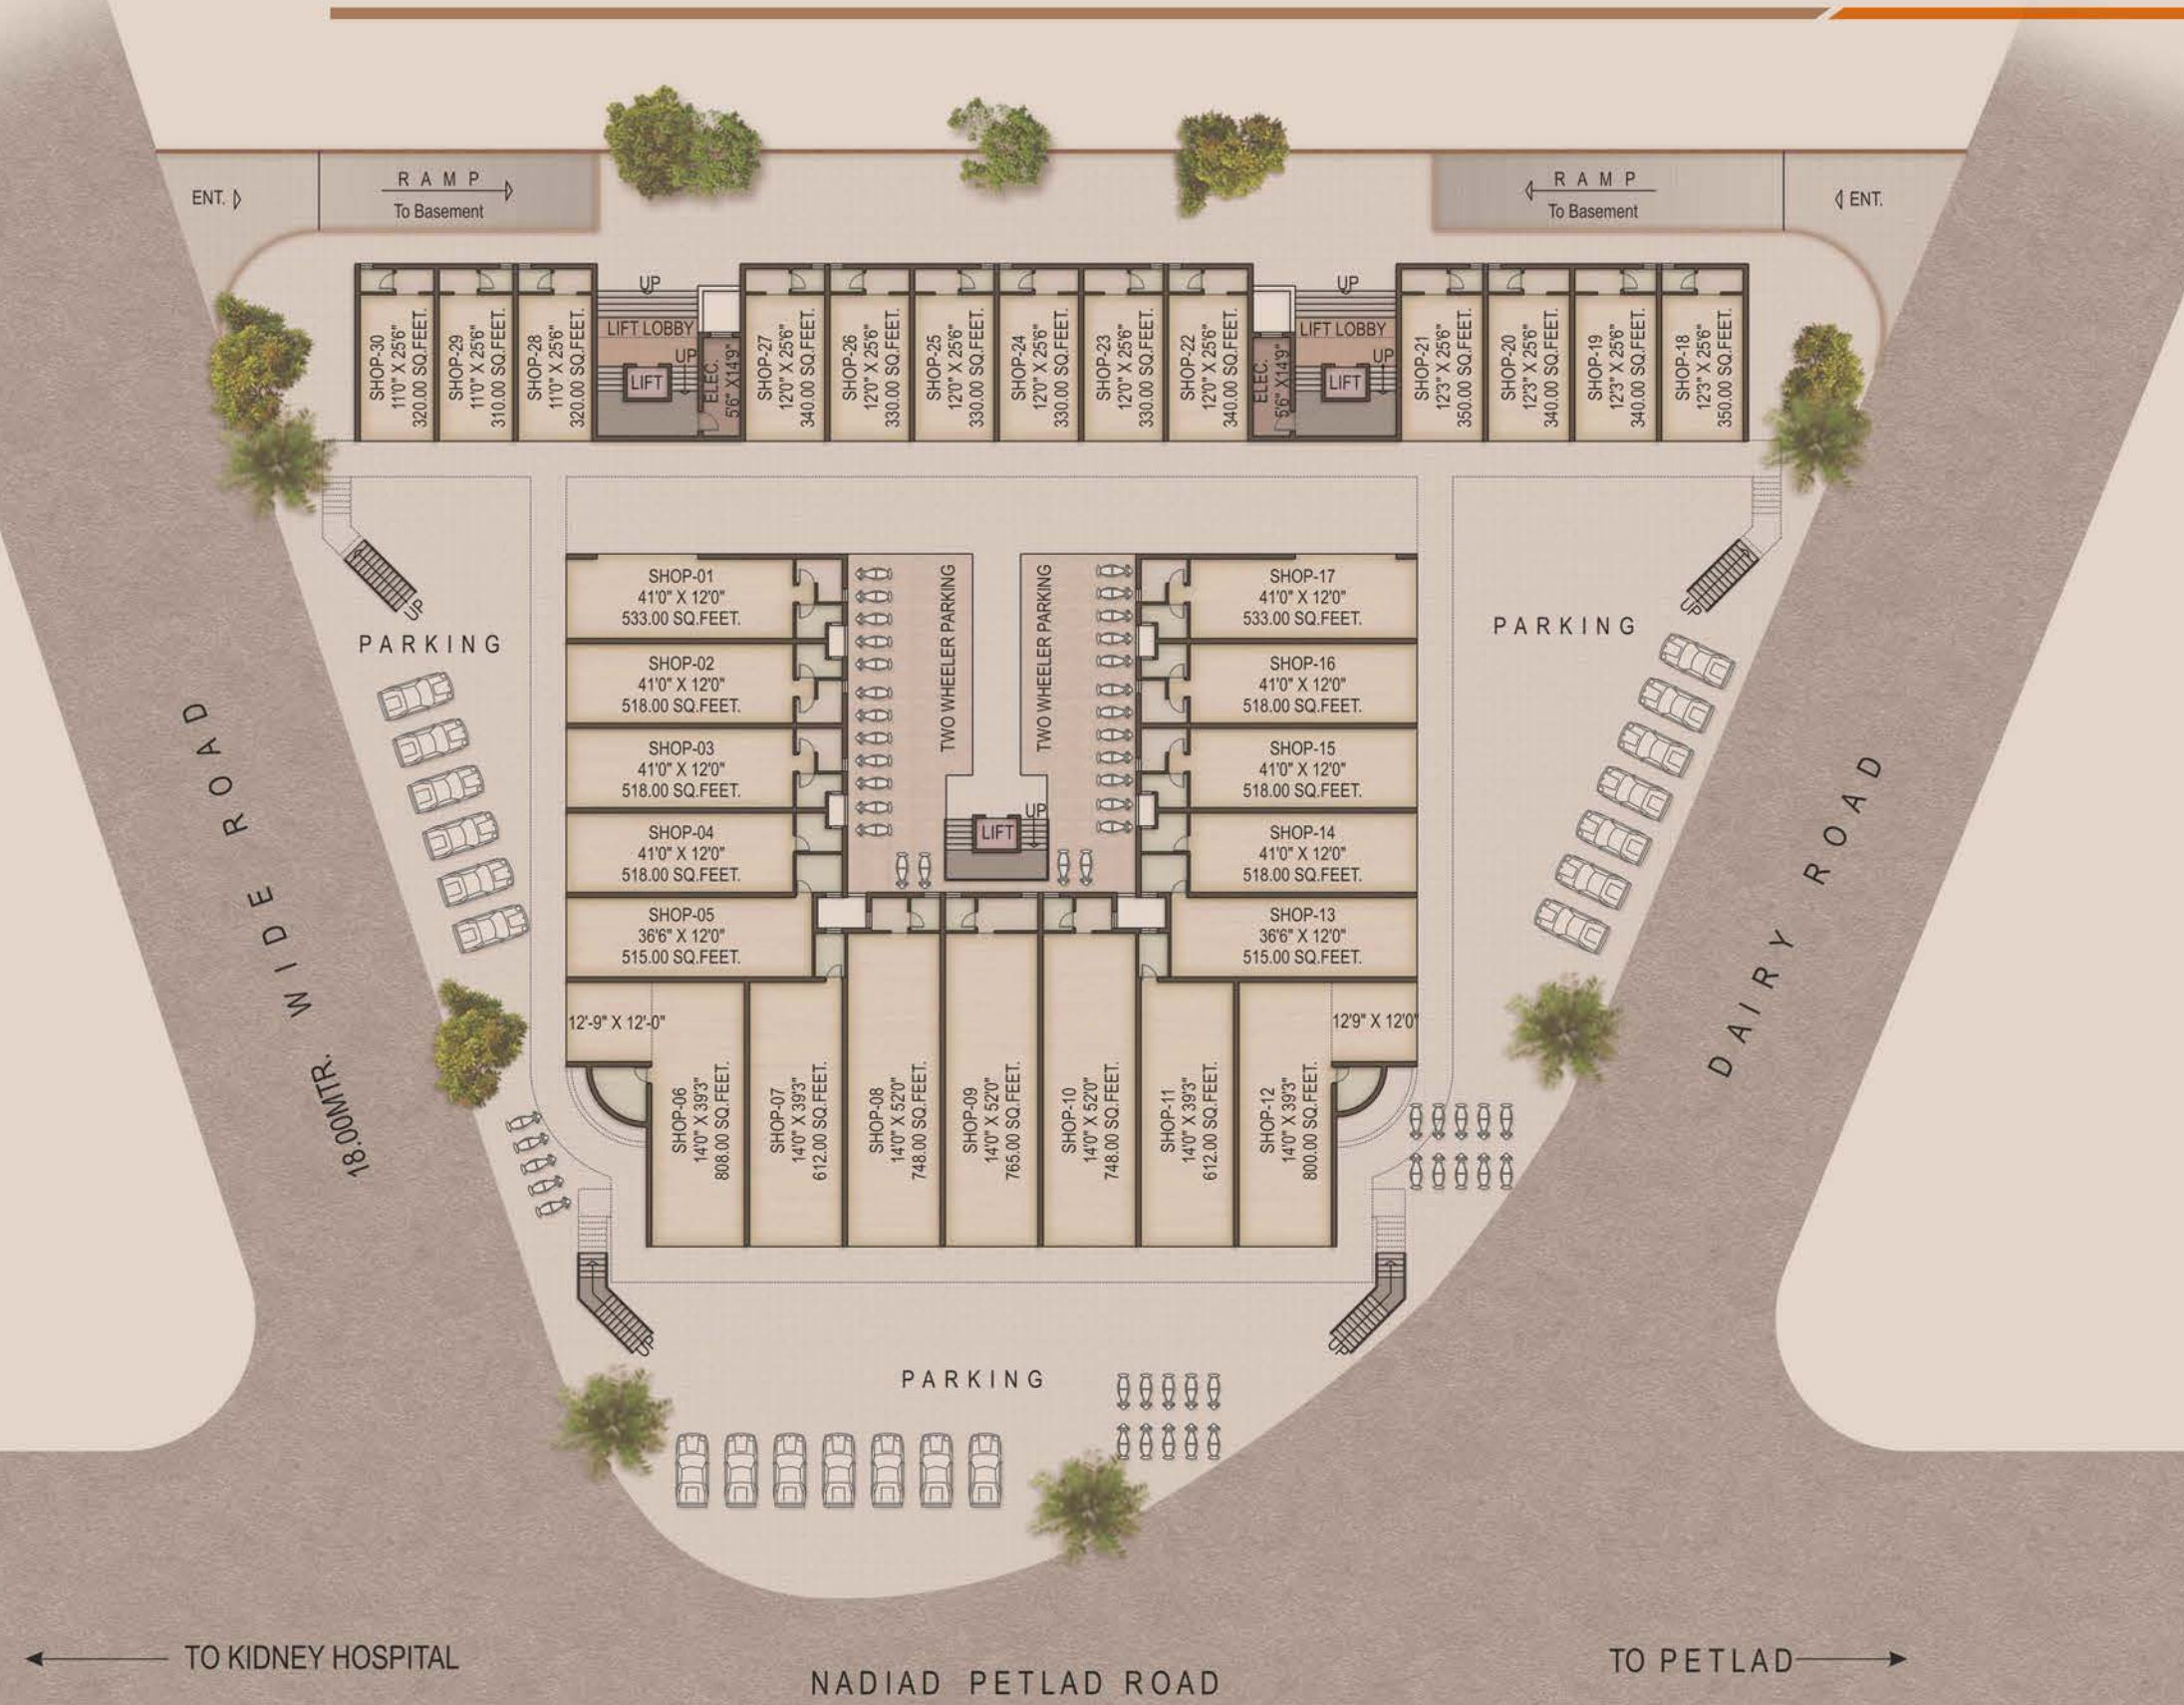 ENT.
RAMP
To Basement
RAMP
To Basement
ENT.
SHOP-30
11'0" X 25'6"
320.00 SQ.FEET.
SHOP-29
11'0" X 25'6"
310.00 SQ.FEET.
SHOP-28
11'0" X 25'6"
320.00 SQ.FEET.
UP
LIFT LOBBY
UP
LIFT
ELEC.
5'6" X14'9"
SHOP-27
12'0" X 25'6"
340.00 SQ.FEET.
SHOP-26
12'0" X 25'6"
330.00 SQ.FEET.
SHOP-25
12'0" X 25'6"
330.00 SQ.FEET.
SHOP-24
12'0" X 25'6"
330.00 SQ.FEET.
SHOP-23
12'0" X 25'6"
330.00 SQ.FEET.
SHOP-22
12'0" X 25'6"
340.00 SQ.FEET.
ELEC.
5'6" X14'9"
UP
LIFT LOBBY
UP
LIFT
SHOP-21
12'3" X 25'6"
350.00 SQ.FEET.
SHOP-20
12'3" X 25'6"
340.00 SQ.FEET.
SHOP-19
12'3" X 25'6"
340.00 SQ.FEET.
SHOP-18
12'3" X 25'6"
350.00 SQ.FEET.
UP
PARKING
SHOP-01
41'0" X 12'0"
533.00 SQ.FEET.
SHOP-02
41'0" X 12'0"
518.00 SQ.FEET.
SHOP-03
41'0" X 12'0"
518.00 SQ.FEET.
SHOP-04
41'0" X 12'0"
518.00 SQ.FEET.
SHOP-05
36'6" X 12'0"
515.00 SQ.FEET.
TWO WHEELER PARKING
TWO WHEELER PARKING
UP
LIFT
SHOP-17
41'0" X 12'0"
533.00 SQ.FEET.
SHOP-16
41'0" X 12'0"
518.00 SQ.FEET.
SHOP-15
41'0" X 12'0"
518.00 SQ.FEET.
SHOP-14
41'0" X 12'0"
518.00 SQ.FEET.
SHOP-13
36'6" X 12'0"
515.00 SQ.FEET.
UP
PARKING
12'-9" X 12'-0"
SHOP-06
14'0" X 39'3"
808.00 SQ.FEET.
SHOP-07
14'0" X 39'3"
612.00 SQ.FEET.
SHOP-08
14'0" X 52'0"
748.00 SQ.FEET.
SHOP-09
14'0" X 52'0"
765.00 SQ.FEET.
SHOP-10
14'0" X 52'0"
748.00 SQ.FEET.
SHOP-11
14'0" X 39'3"
612.00 SQ.FEET.
SHOP-12
14'0" X 39'3"
800.00 SQ.FEET.
12'9" X 12'0"
18.00MTR. WIDE ROAD
DAIRY ROAD
UP
UP
PARKING
TO KIDNEY HOSPITAL
NADIAD PETLAD ROAD
TO PETLAD